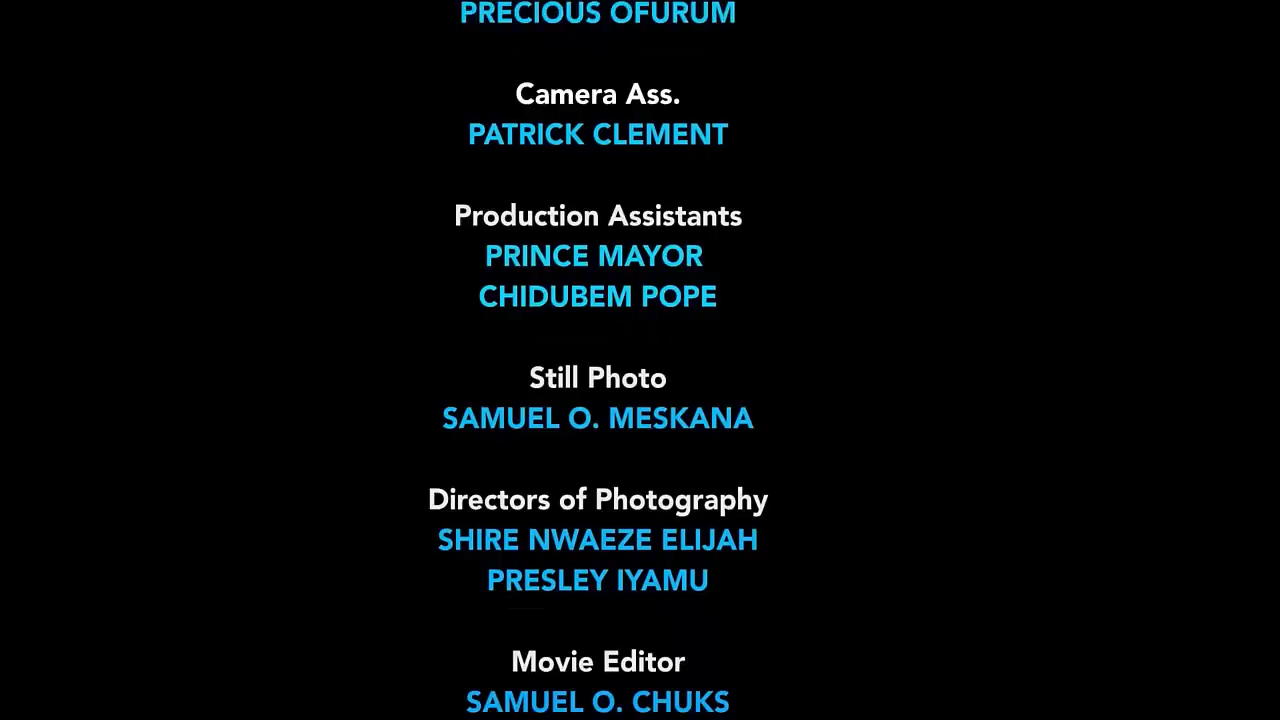 PRECIOUS OFURUM
Camera Ass.
PATRICK CLEMENT
Production Assistants
PRINCE MAYOR
CHIDUBEM POPE
Still Photo
SAMUEL O. MESKANA
Directors of Photography
SHIRE NWAEZE ELIJAH
PRESLEY IYAMU
Movie Editor
SAMUEL O. CHUKS